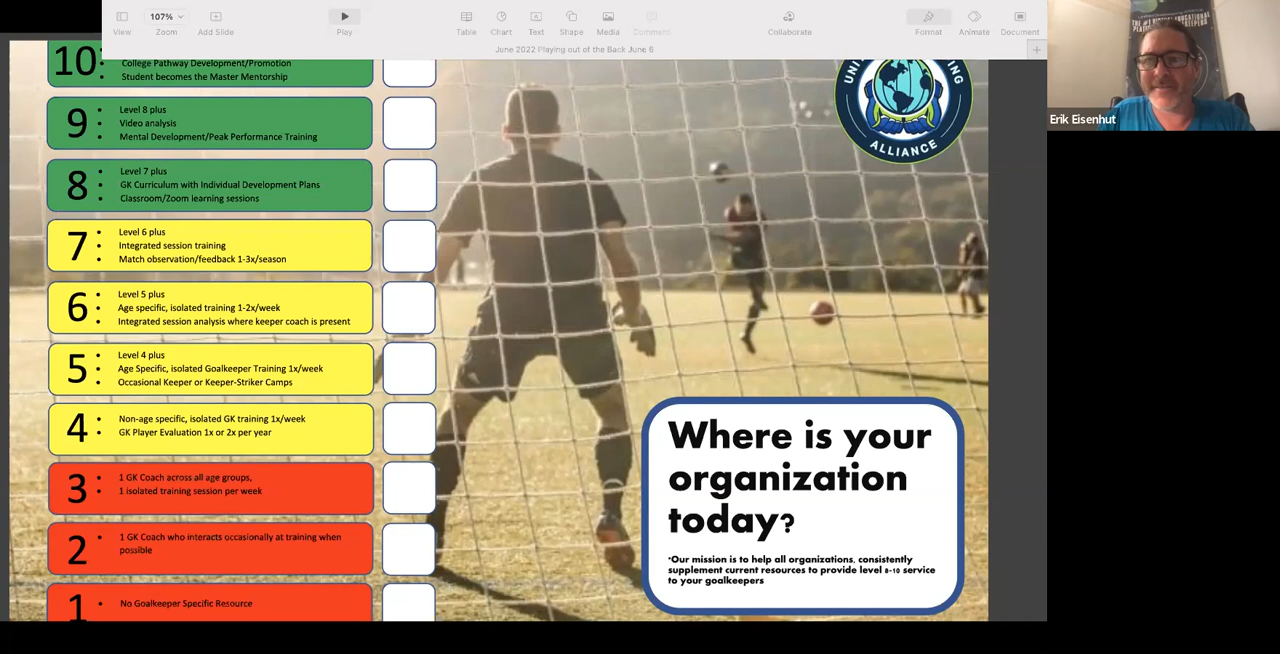 107%
View
Zoom
Add Slide
Play
Table
Chart
Text
Shape
Media
Comment
Collaborate
Format
Animate
Document
June 2022 Playing out of the Back June 6
10
College Pathway Development/Promotion
Student becomes the Master Mentorship
9
Level 8 plus
Video analysis
Mental Development/Peak Performance Training
8
Level 7 plus
GK Curriculum with Individual Development Plans
Classroom/Zoom learning sessions
7
Level 6 plus
Integrated session training
Match observation/feedback 1-3x/season
6
Level 5 plus
Age specific, isolated training 1-2x/week
Integrated session analysis where keeper coach is present
5
Level 4 plus
Age Specific, isolated Goalkeeper Training 1x/week
Occasional Keeper or Keeper-Striker Camps
4
Non-age specific, isolated GK training 1x/week
GK Player Evaluation 1x or 2x per year
3
1 GK Coach across all age groups,
1 isolated training session per week
2
1 GK Coach who interacts occasionally at training when
possible
1
No Goalkeeper Specific Resource
ALLIANCE
Where is your
organization
today?
*Our mission is to help all organizations, consistently
supplement current resources to provide level 8-10 service
to your goalkeepers
THE #1 VIRTUAL EDUCATIONAL
Erik Eisenhut